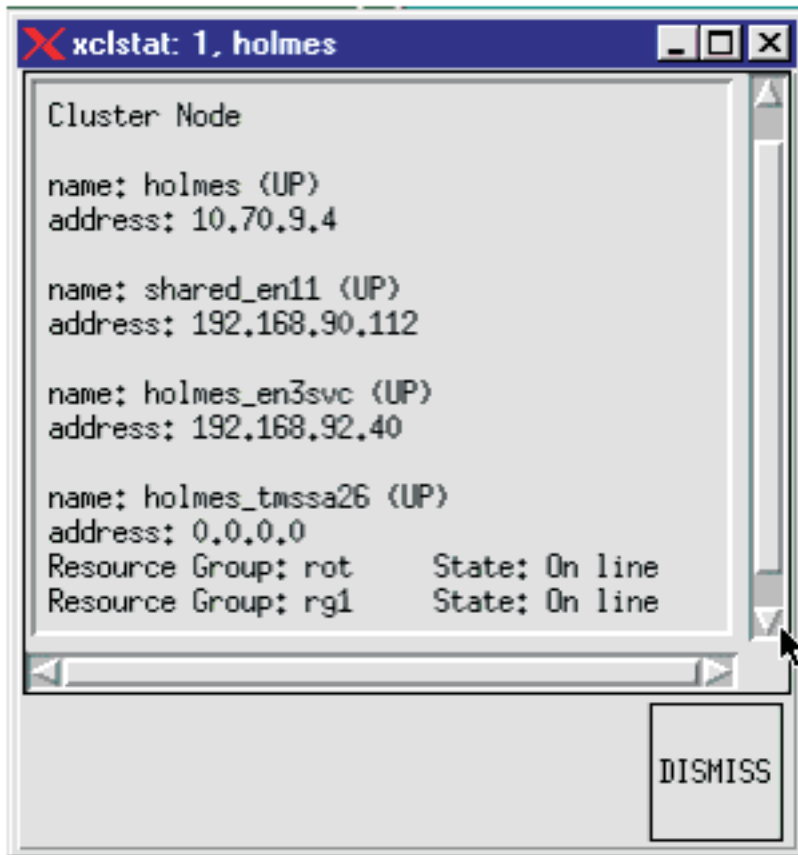 xclstat: 1, holmes
Cluster Node
name: holmes (UP)
address: 10.70.9.4
name: shared_en11 (UP)
address: 192.168.90.112
name: holmes_en3svc (UP)
address: 192.168.92.40
name: holmes_tmssa26 (UP)
address: 0.0.0.0
Resource Group: rot State: On line
Resource Group: rg1 State: On line
DISMISS